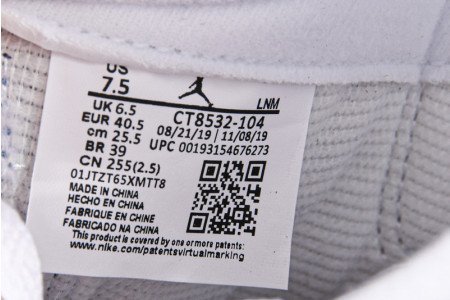 US
7.5
LNM
UK 6.5
CT8532-104
EUR 40.5
08/21/19 | 11/08/19
cm 25.5
UPC 00193154676273
BR 39
CN 255(2.5)
01JTZT65XMTT8
MADE IN CHINA
HECHO EN CHINA
FABRIQUE EN CHINE
FABRICADO NA CHINA
This product is covered by one or more patents:
www.nike.com/patentsvirtualmarking